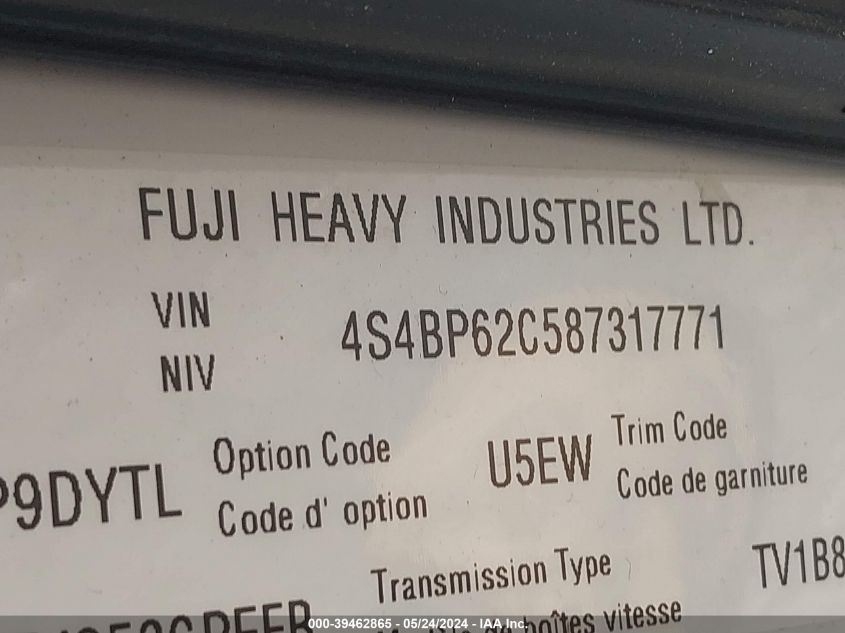 FUJI HEAVY INDUSTRIES LTD.
VIN
NIV
4S4BP62C587317771
P9DYTL
Option Code
Code d' option
U5EW
Trim Code
Code de garniture
Transmission Type
TV1B8
boîtes vitesse
000-39462865 - 05/24/2024 - IAA Inc.